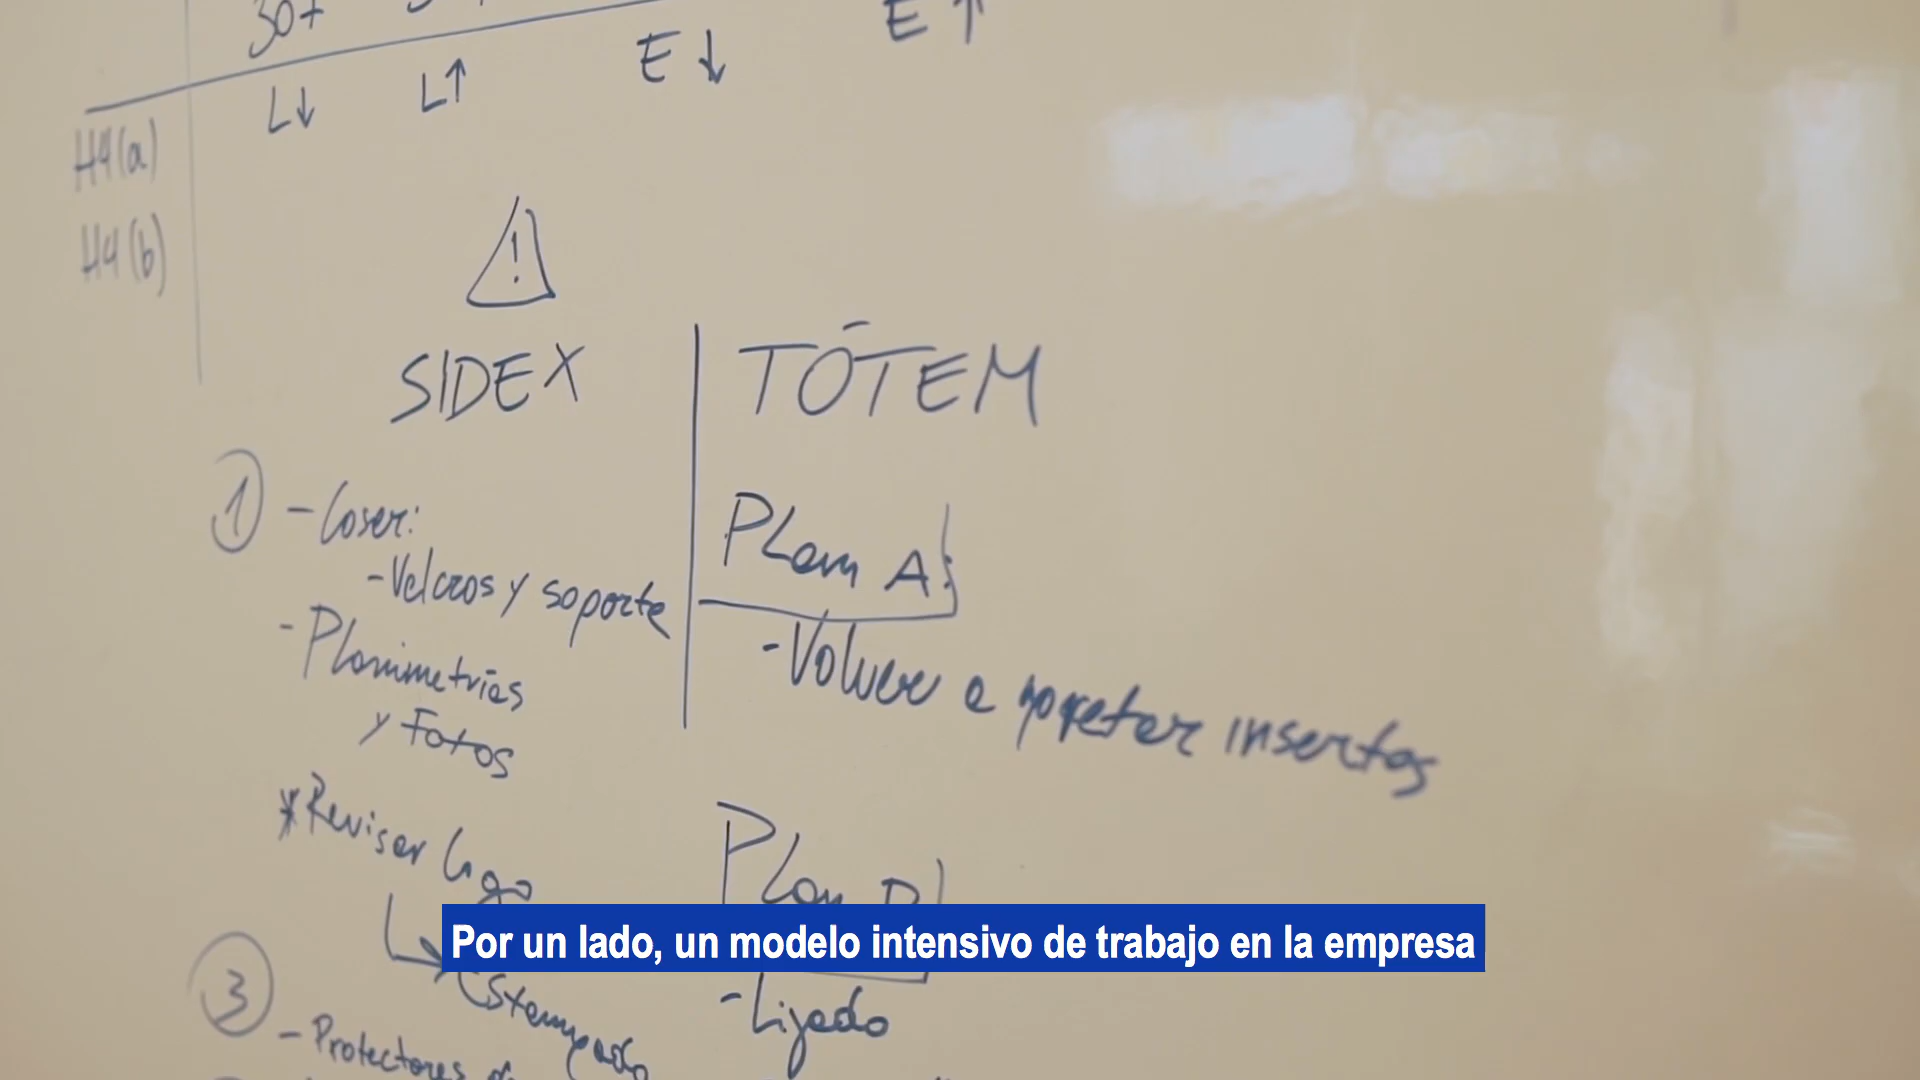 30+
E ↑
L↓ L↑ E ↓
H4(a)
H4(b)
!
SIDEX
① - Coser:
- Velcros y soporte
- Planimetrías
y Fotos
* Revisar Logo
↳ Estampado
③
- Protectores
TÓTEM
Plan A:
- Volver a apretar insertos
Plan B:
- Lijado
Por un lado, un modelo intensivo de trabajo en la empresa